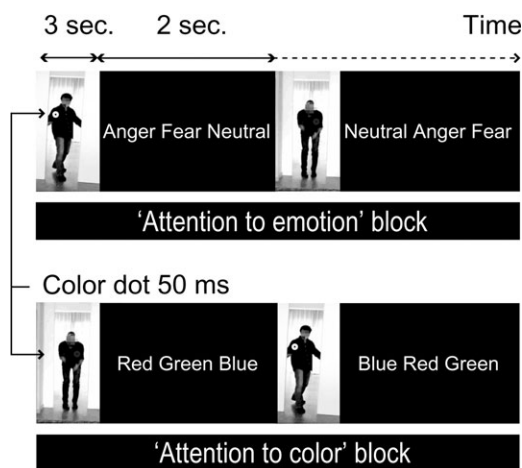 3 sec. 2 sec. Time
Anger Fear Neutral
Neutral Anger Fear
‘Attention to emotion’ block
Color dot 50 ms
Red Green Blue
Blue Red Green
‘Attention to color’ block